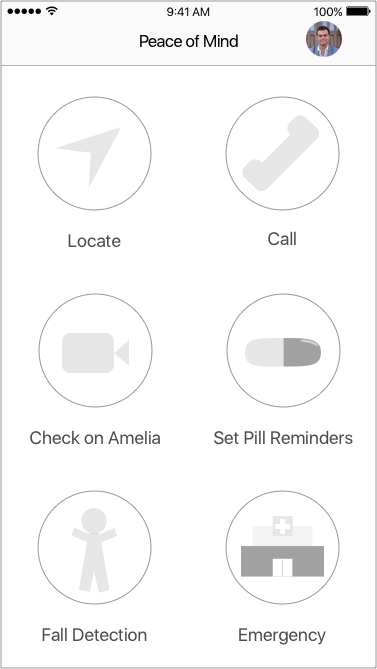 9:41 AM
100%
Peace of Mind
Locate
Call
Check on Amelia
Set Pill Reminders
Fall Detection
Emergency